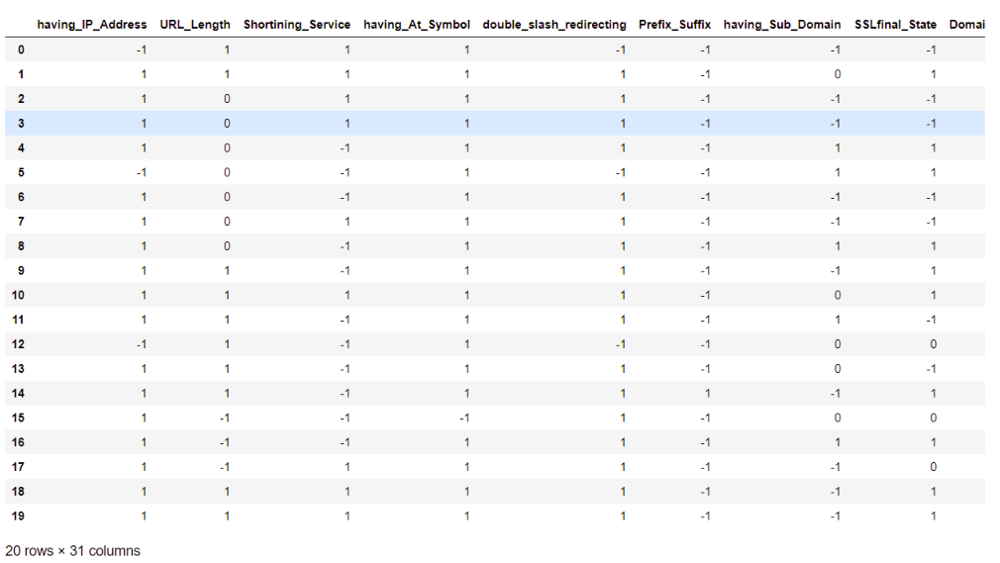 having_IP_Address URL_Length Shortining_Service having_At_Symbol double_slash_redirecting Prefix_Suffix having_Sub_Domain SSLfinal_State Domai
0 -1 1 1 1 -1 -1 -1 -1
1 1 1 1 1 1 -1 0 1
2 1 0 1 1 1 -1 -1 -1
3 1 0 1 1 1 -1 -1 -1
4 1 0 -1 1 1 -1 1 1
5 -1 0 -1 1 -1 -1 1 1
6 1 0 -1 1 1 -1 -1 -1
7 1 0 1 1 1 -1 -1 -1
8 1 0 -1 1 1 -1 1 1
9 1 1 -1 1 1 -1 -1 1
10 1 1 1 1 1 -1 0 1
11 1 1 -1 1 1 -1 1 -1
12 -1 1 -1 1 -1 -1 0 0
13 1 1 -1 1 1 -1 0 -1
14 1 1 -1 1 1 1 -1 1
15 1 -1 -1 -1 1 -1 0 0
16 1 -1 -1 1 1 -1 1 1
17 1 -1 1 1 1 -1 -1 0
18 1 1 1 1 1 -1 -1 1
19 1 1 1 1 1 -1 -1 1
20 rows × 31 columns